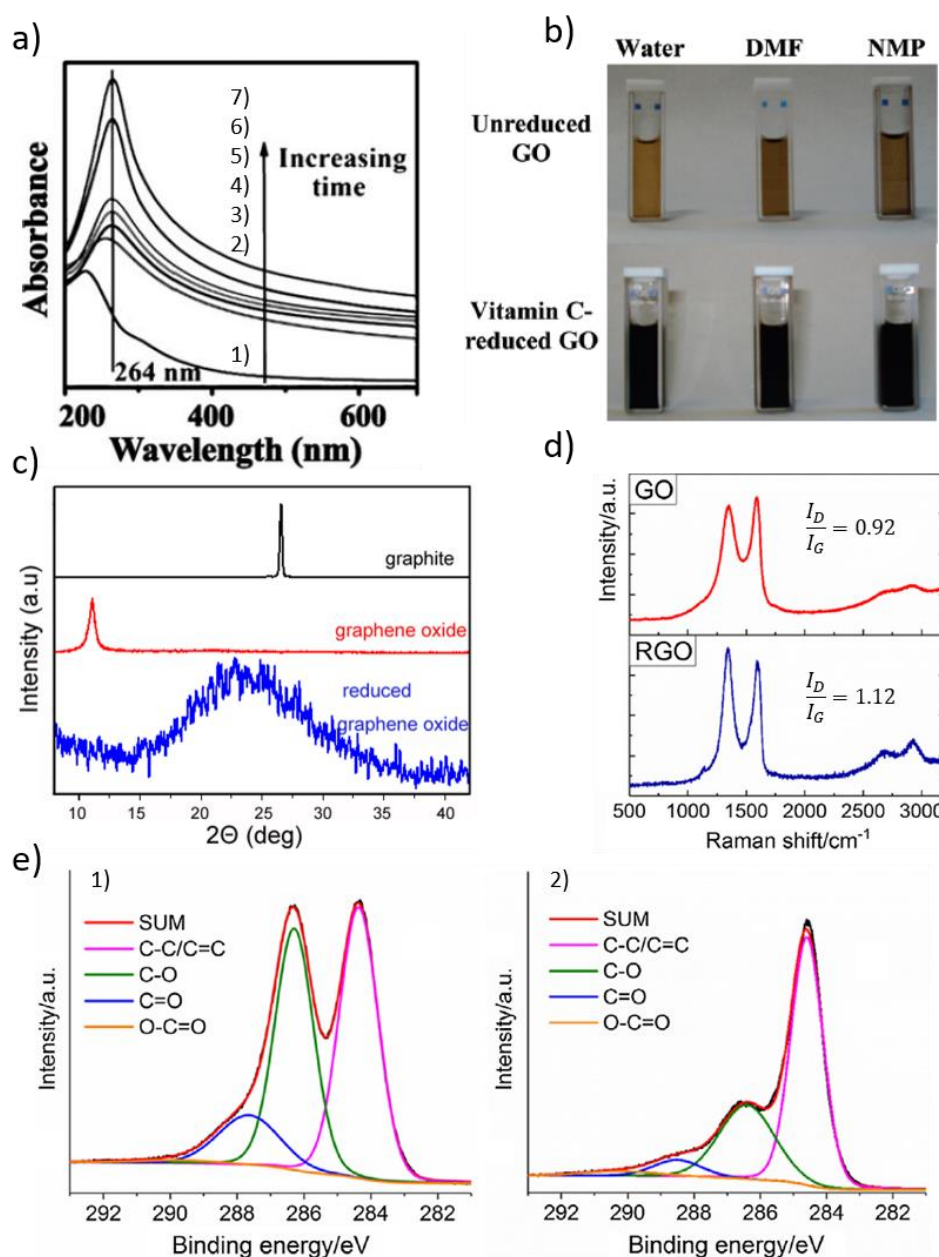 a)
Absorbance
7)
6)
5)
4)
3)
2)
1)
Increasing
time
264 nm
200 400 600
Wavelength (nm)
b)
Water DMF NMP
Unreduced
GO
Vitamin C-
reduced GO
c)
Intensity (a.u)
graphite
graphene oxide
reduced
graphene oxide
10 15 20 25 30 35 40
2Θ (deg)
d)
Intensity/a.u.
GO
I_D/I_G = 0.92
RGO
I_D/I_G = 1.12
500 1000 1500 2000 2500 3000
Raman shift/cm⁻¹
e)
1)
Intensity/a.u.
SUM
C-C/C=C
C-O
C=O
O-C=O
292 290 288 286 284 282
Binding energy/eV
2)
Intensity/a.u.
SUM
C-C/C=C
C-O
C=O
O-C=O
292 290 288 286 284 282
Binding energy/eV